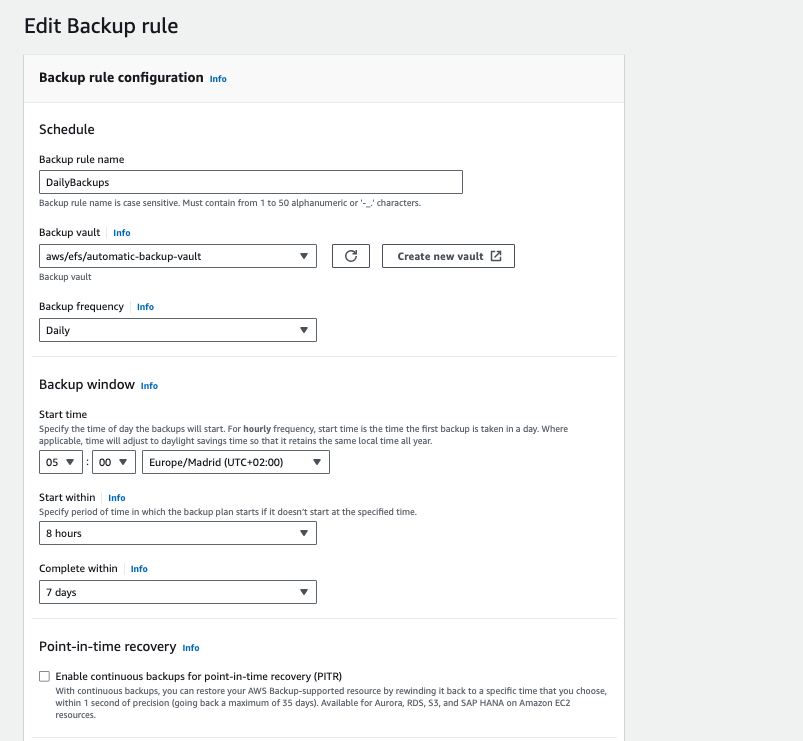 Edit Backup rule
Backup rule configuration Info
Schedule
Backup rule name
DailyBackups
Backup rule name is case sensitive. Must contain from 1 to 50 alphanumeric or '-_.' characters.
Backup vault Info
aws/efs/automatic-backup-vault
Create new vault
Backup vault
Backup frequency Info
Daily
Backup window Info
Start time
Specify the time of day the backups will start. For hourly frequency, start time is the time the first backup is taken in a day. Where
applicable, time will adjust to daylight savings time so that it retains the same local time all year.
05 : 00 Europe/Madrid (UTC+02:00)
Start within Info
Specify period of time in which the backup plan starts if it doesn't start at the specified time.
8 hours
Complete within Info
7 days
Point-in-time recovery Info
Enable continuous backups for point-in-time recovery (PITR)
With continuous backups, you can restore your AWS Backup-supported resource by rewinding it back to a specific time that you choose,
within 1 second of precision (going back a maximum of 35 days). Available for Aurora, RDS, S3, and SAP HANA on Amazon EC2
resources.